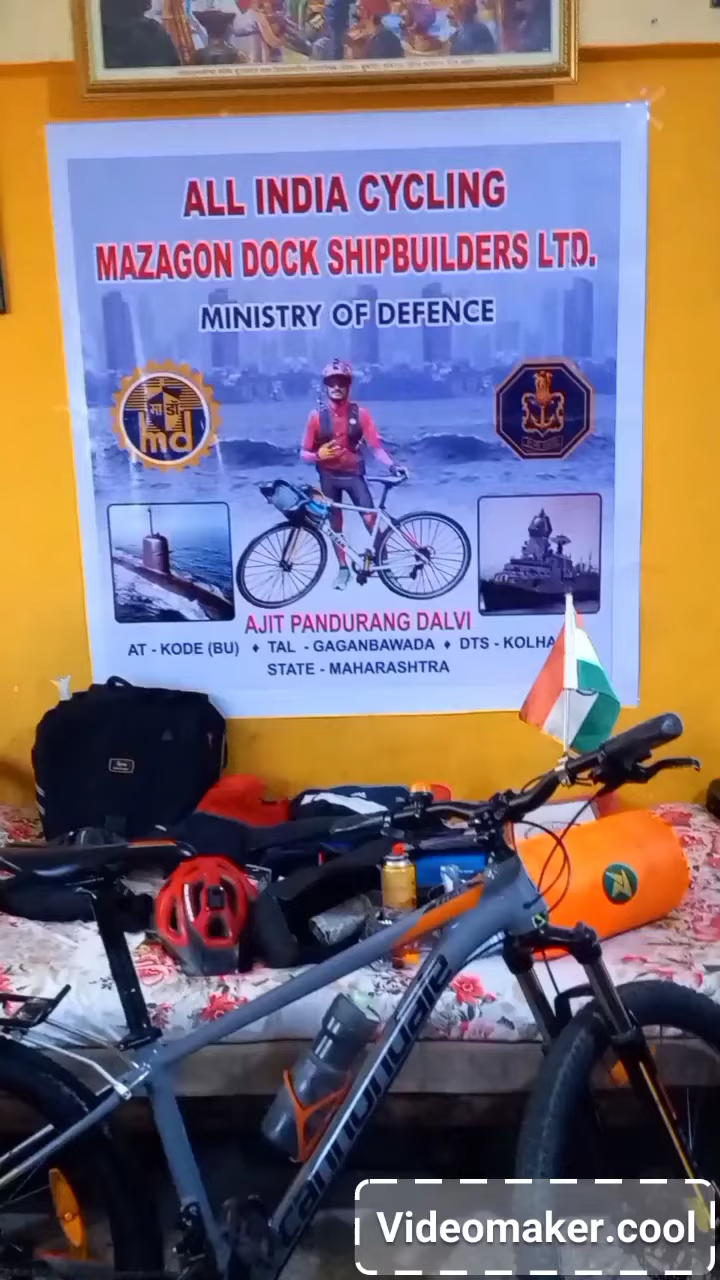 ALL INDIA CYCLING
MAZAGON DOCK SHIPBUILDERS LTD.
MINISTRY OF DEFENCE
माडॉ
md
AJIT PANDURANG DALVI
AT - KODE (BU) ♦ TAL - GAGANBAWADA ♦ DTS - KOLHA
STATE - MAHARASHTRA
cannondale
Videomaker.cool